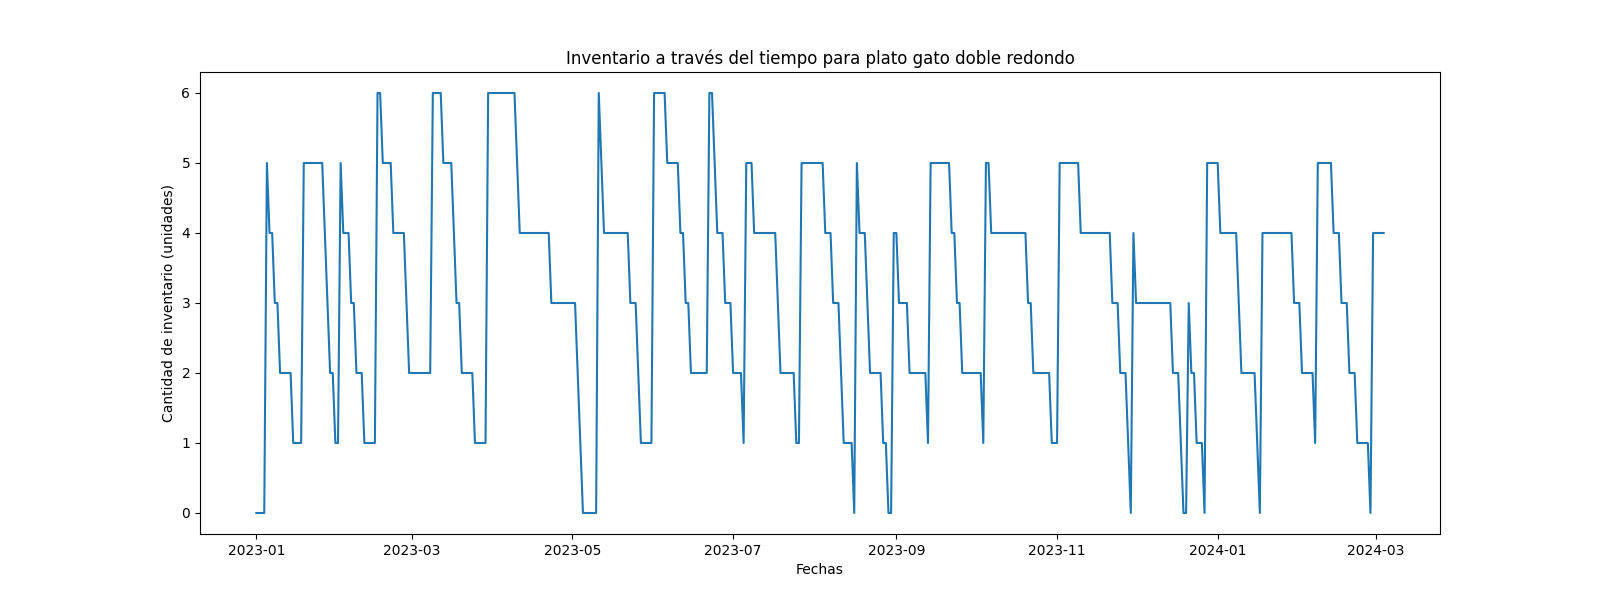 Inventario a través del tiempo para plato gato doble redondo
Cantidad de inventario (unidades)
6
5
4
3
2
1
0
2023-01 2023-03 2023-05 2023-07 2023-09 2023-11 2024-01 2024-03
Fechas